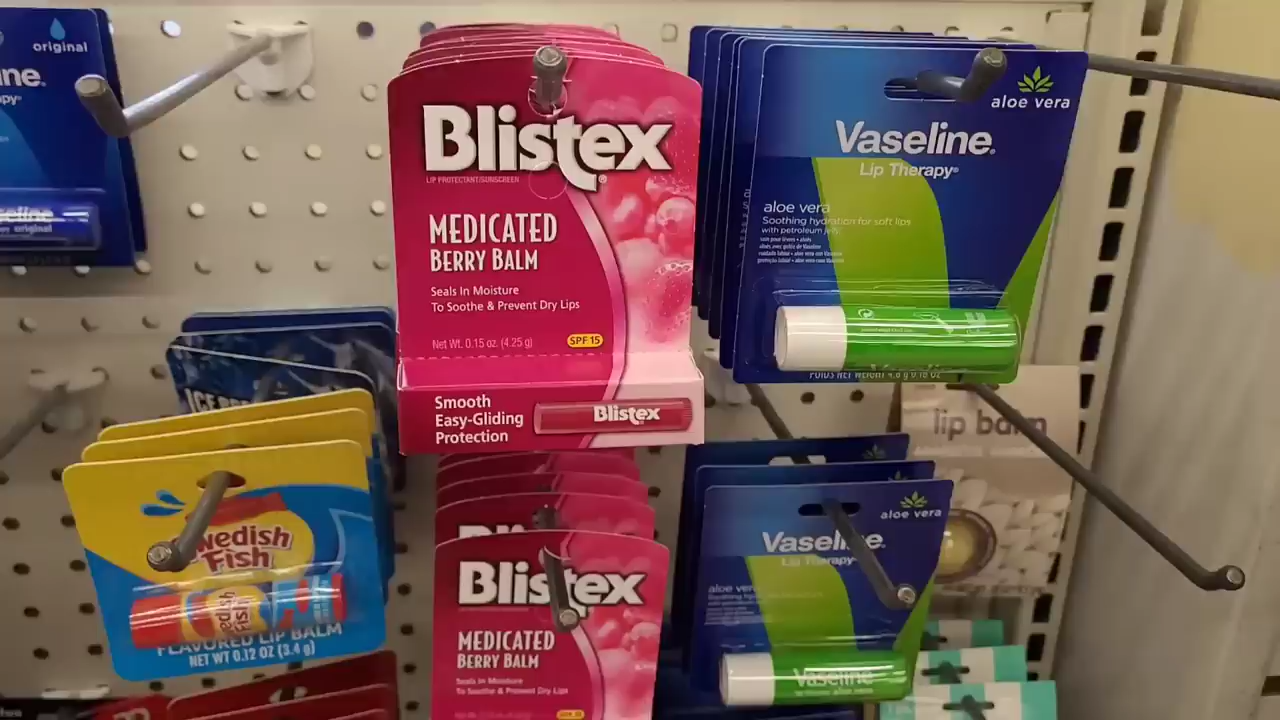 original
Blistex®
LIP PROTECTANT/SUNSCREEN
MEDICATED
BERRY BALM
Seals In Moisture
To Soothe & Prevent Dry Lips
Net Wt. 0.15 oz. (4.25 g)
SPF 15
Smooth
Easy-Gliding
Protection
Blistex
aloe vera
Vaseline®
Lip Therapy®
aloe vera
Soothing hydration for soft lips
with petroleum jelly
ICE
Swedish
Fish
FLAVORED LIP BALM
NET WT 0.12 OZ (3.4 g)
Blistex
MEDICATED
BERRY BALM
Seals In Moisture
To Soothe & Prevent Dry Lips
lip balm
aloe vera
Vaseline
Lip Therapy
aloe vera
Vaseline